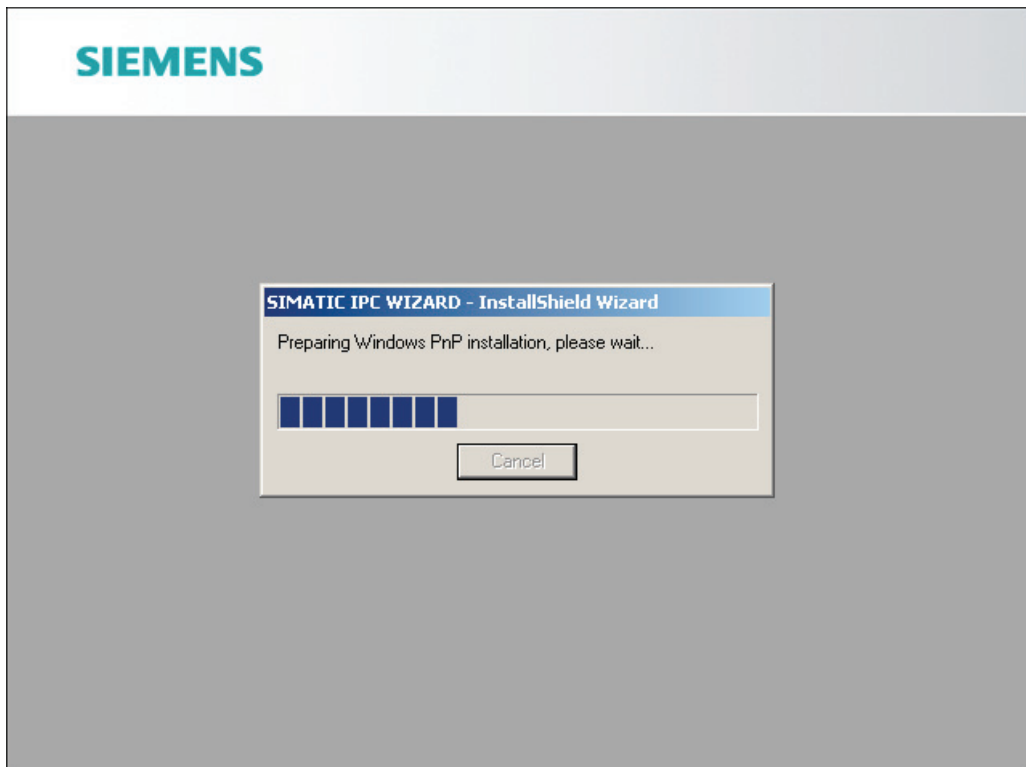 SIEMENS
SIMATIC IPC WIZARD - InstallShield Wizard
Preparing Windows PnP installation, please wait...
Cancel